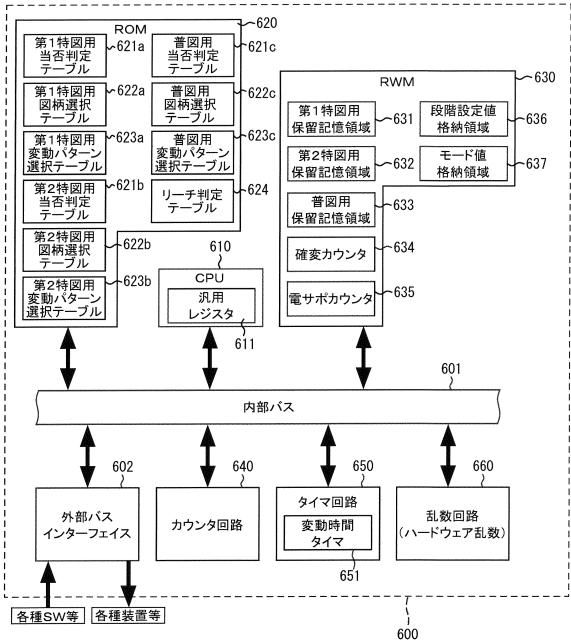 ROM
620
第1特図用
当否判定
テーブル
621a
普図用
当否判定
テーブル
621c
第1特図用
図柄選択
テーブル
622a
普図用
図柄選択
テーブル
622c
第1特図用
変動パターン
選択テーブル
623a
普図用
変動パターン
選択テーブル
623c
第2特図用
当否判定
テーブル
621b
リーチ判定
テーブル
624
第2特図用
図柄選択
テーブル
622b
第2特図用
変動パターン
選択テーブル
623b
610
CPU
汎用
レジスタ
611
RWM
630
第1特図用
保留記憶領域
631
段階設定値
格納領域
636
第2特図用
保留記憶領域
632
モード値
格納領域
637
普図用
保留記憶領域
633
確変カウンタ
634
電サポカウンタ
635
601
内部バス
602
外部バス
インターフェイス
640
カウンタ回路
650
タイマ回路
変動時間
タイマ
651
660
乱数回路
(ハードウェア乱数)
各種SW等
各種装置等
600